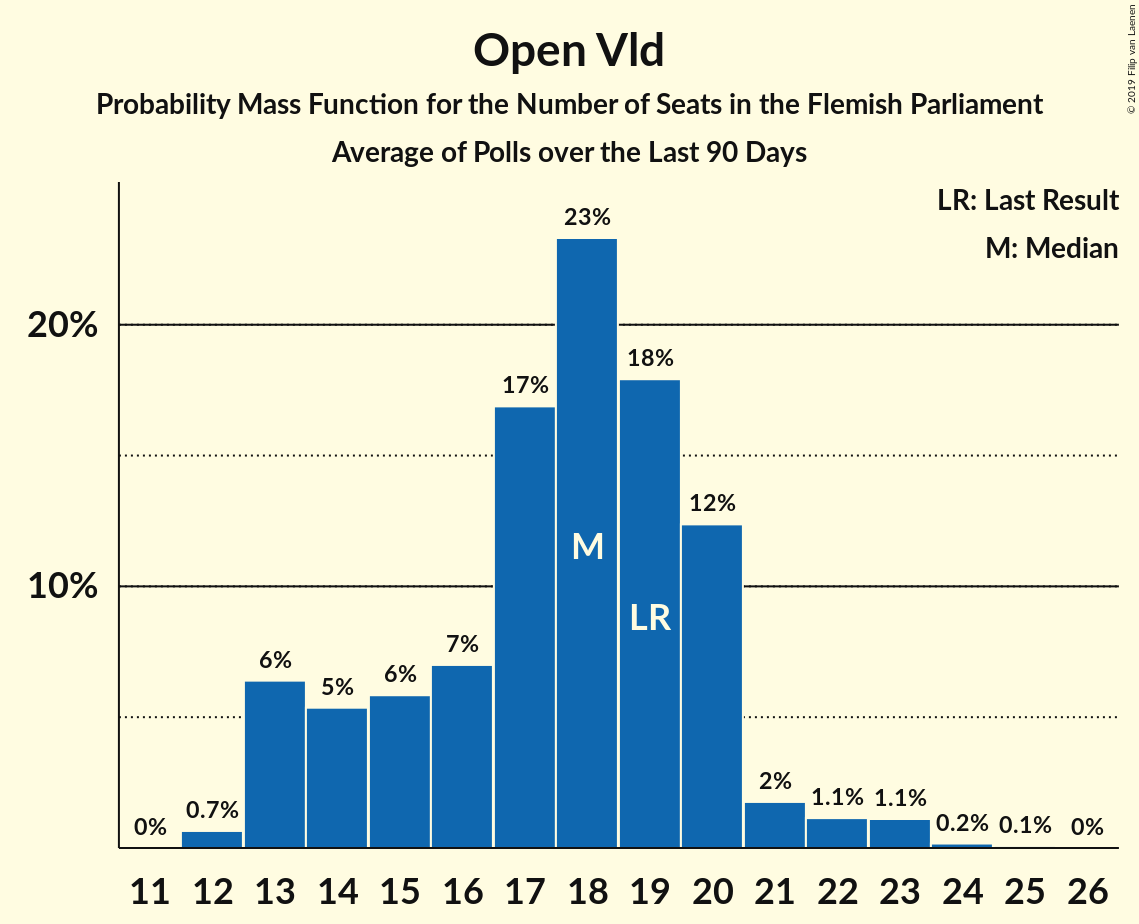 Open Vld
Probability Mass Function for the Number of Seats in the Flemish Parliament
Average of Polls over the Last 90 Days
© 2019 Filip van Laenen
LR: Last Result
M: Median
20%
10%
0%
0.7%
6%
5%
6%
7%
17%
23%
18%
12%
2%
1.1%
1.1%
0.2%
0.1%
0%
M
LR
11 12 13 14 15 16 17 18 19 20 21 22 23 24 25 26